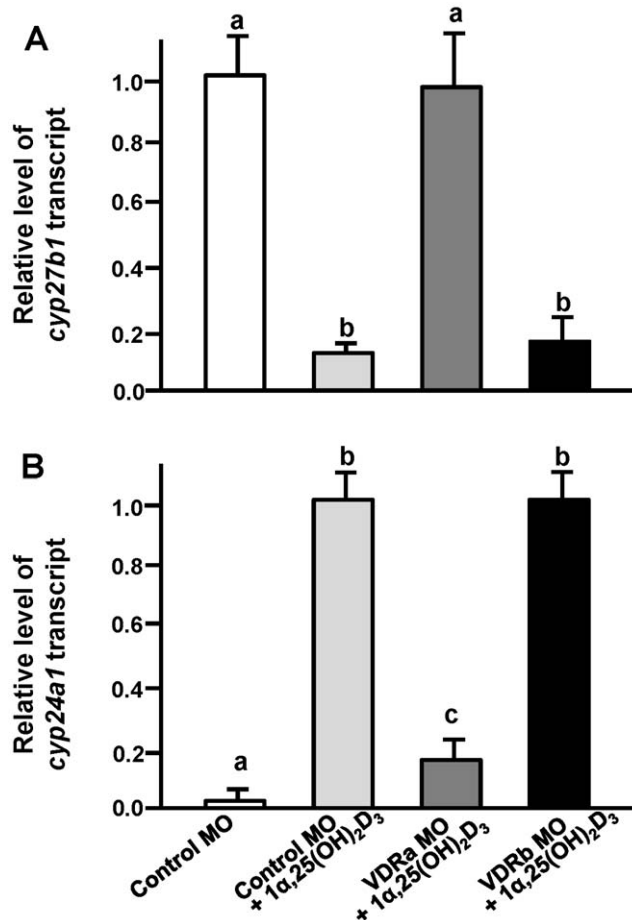 A
Relative level of
cyp27b1 transcript
1.0
0.8
0.6
0.4
0.2
0.0
a
b
a
b
B
Relative level of
cyp24a1 transcript
1.0
0.8
0.6
0.4
0.2
0.0
a
b
c
b
Control MO
Control MO
+ 1α,25(OH)₂D₃
VDRa MO
+ 1α,25(OH)₂D₃
VDRb MO
+ 1α,25(OH)₂D₃